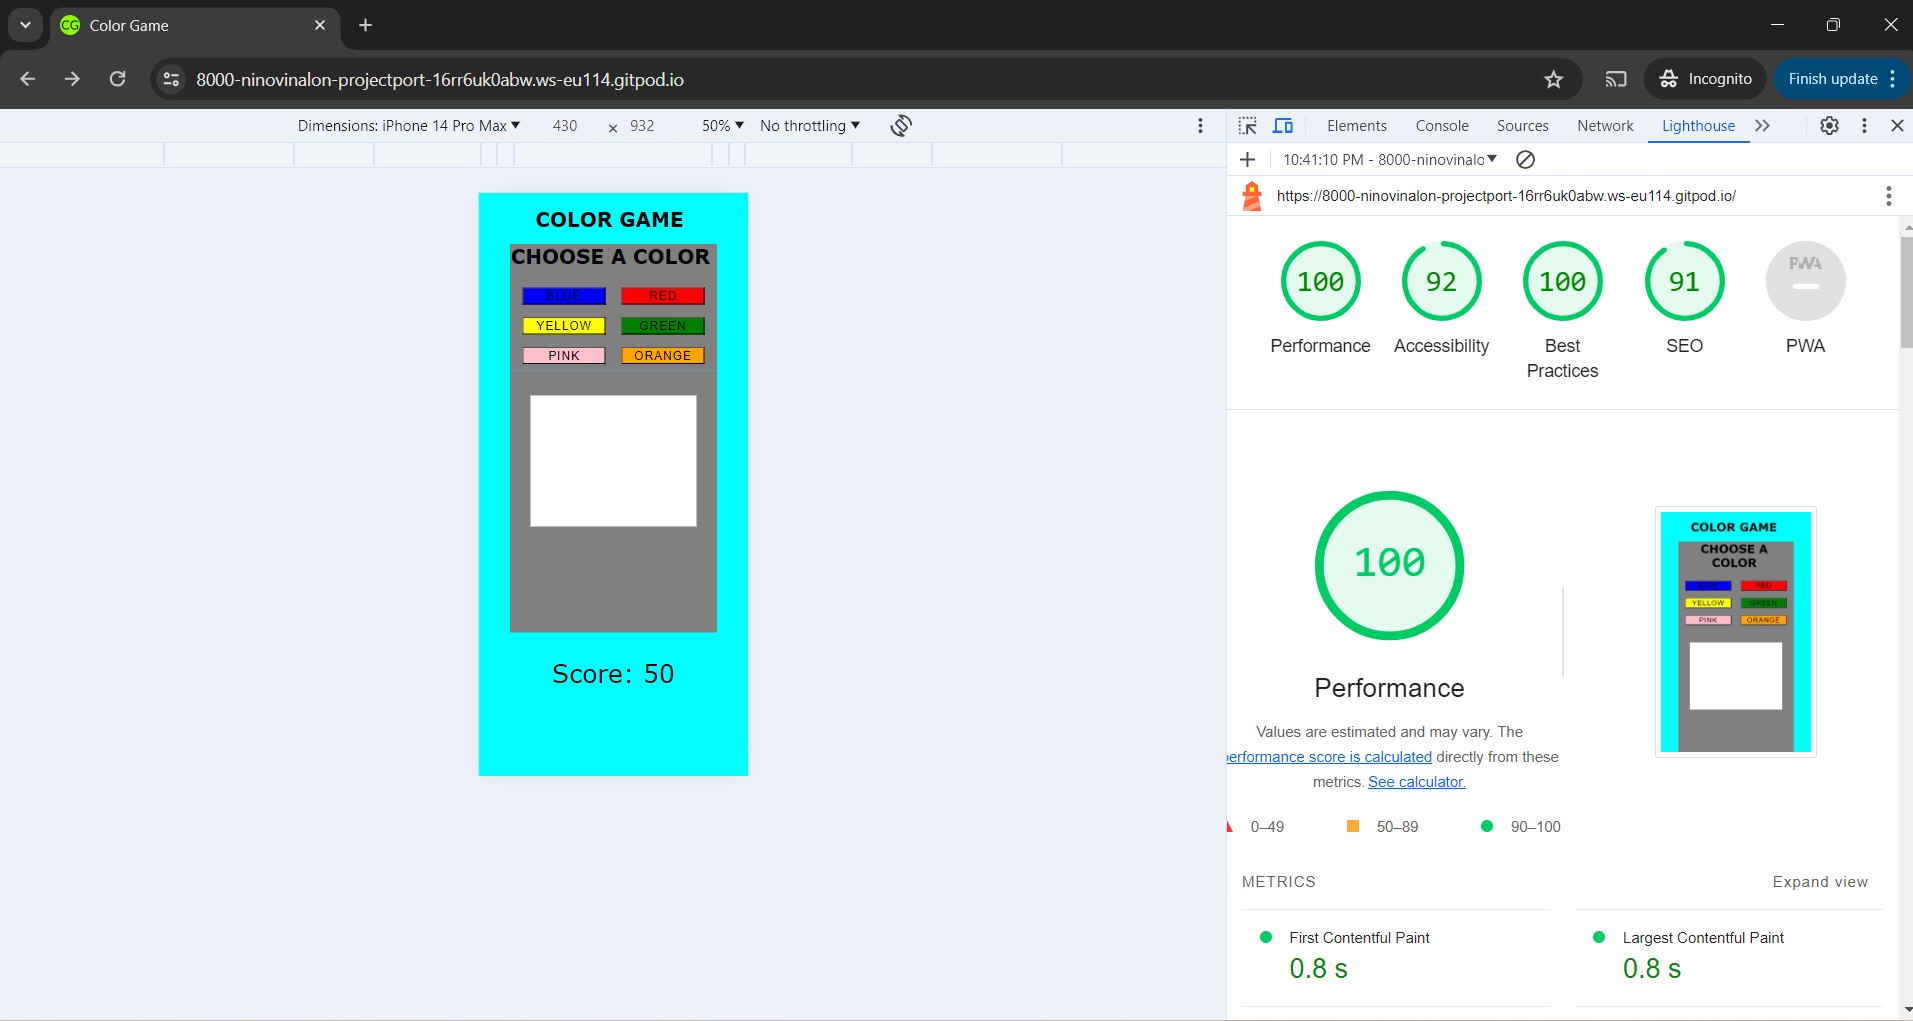 CG Color Game
8000-ninovinalon-projectport-16rr6uk0abw.ws-eu114.gitpod.io
Incognito
Finish update
Dimensions: iPhone 14 Pro Max
430
x
932
50%
No throttling
Elements
Console
Sources
Network
Lighthouse
10:41:10 PM - 8000-ninovinalo
https://8000-ninovinalon-projectport-16rr6uk0abw.ws-eu114.gitpod.io/
COLOR GAME
CHOOSE A COLOR
BLUE
RED
YELLOW
GREEN
PINK
ORANGE
Score: 50
100
92
100
91
PWA
Performance
Accessibility
Best
Practices
SEO
PWA
100
Performance
Values are estimated and may vary. The
erformance score is calculated directly from these
metrics. See calculator.
0–49
50–89
90–100
COLOR GAME
CHOOSE A
COLOR
RED
YELLOW
GREEN
PINK
ORANGE
METRICS
Expand view
First Contentful Paint
0.8 s
Largest Contentful Paint
0.8 s